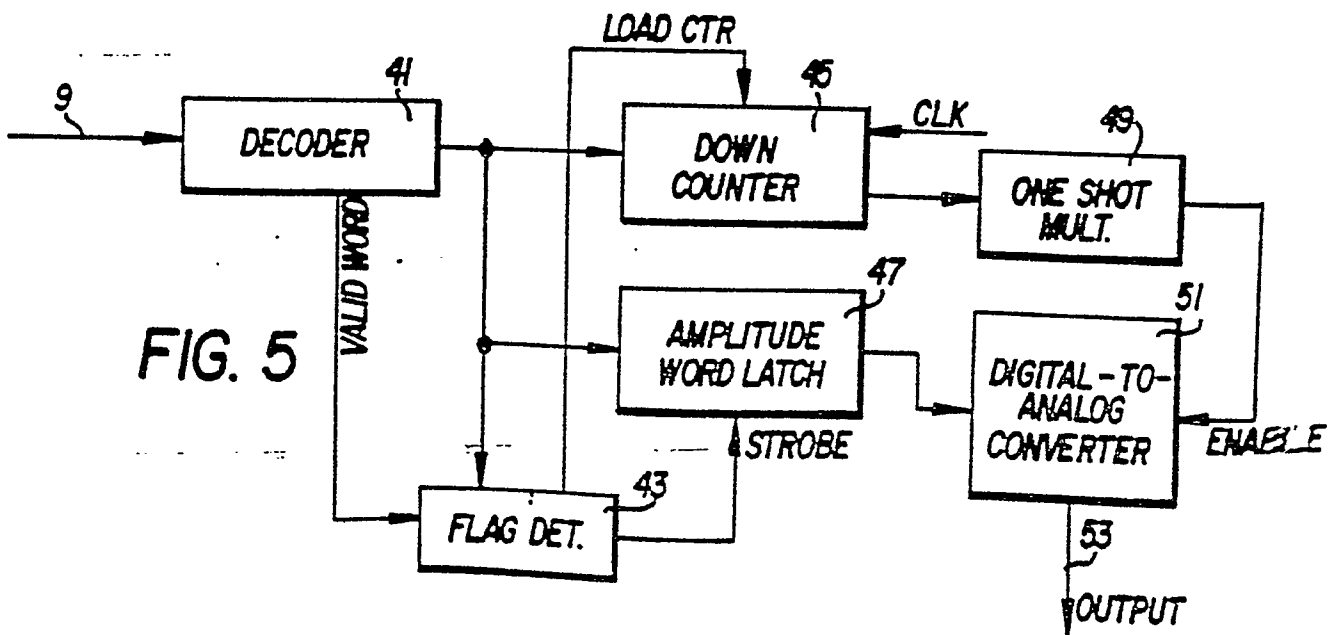 LOAD CTR
9
41
DECODER
45
DOWN
COUNTER
CLK
49
ONE SHOT
MULT.
VALID WORD
FIG. 5
47
AMPLITUDE
WORD LATCH
51
DIGITAL-TO-
ANALOG
CONVERTER
ENABLE
STROBE
43
FLAG DET.
53
OUTPUT